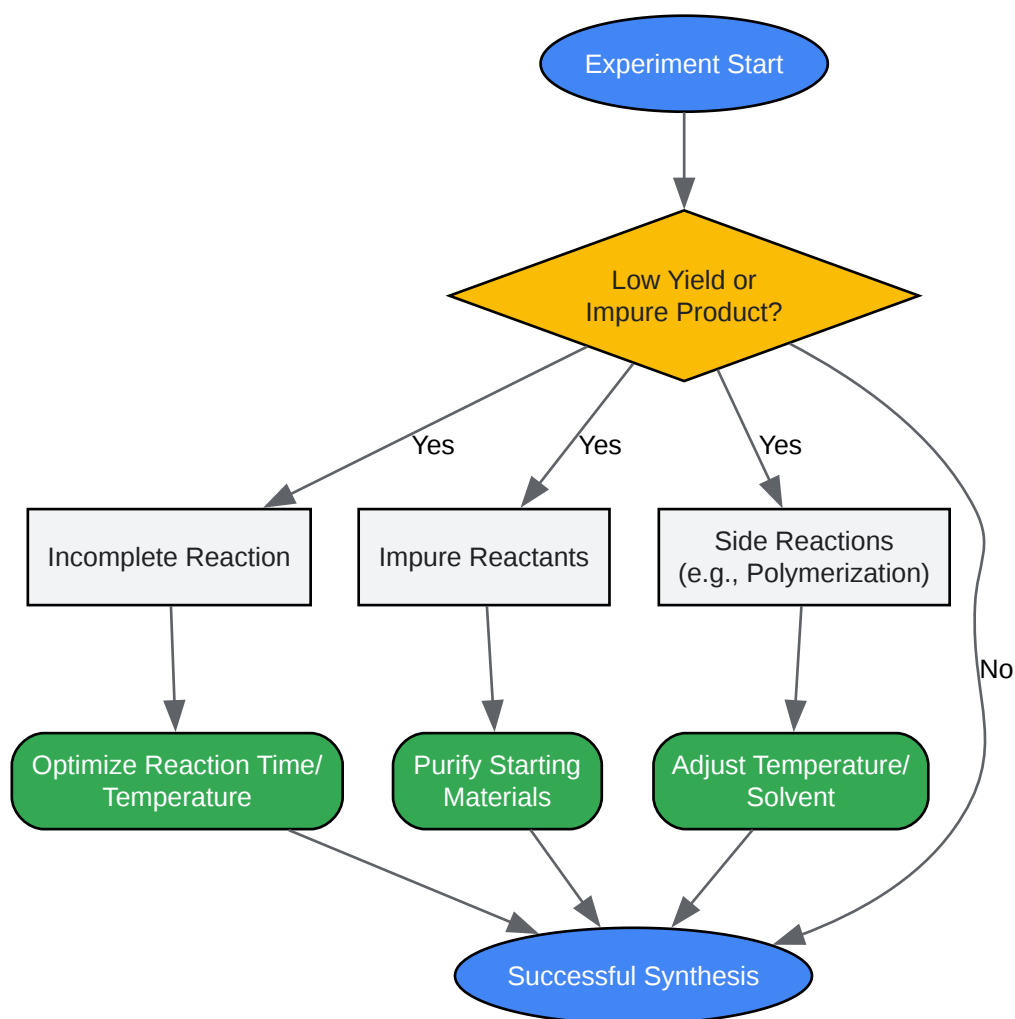 Experiment Start
Low Yield or
Impure Product?
Yes
Yes
Yes
Incomplete Reaction
Impure Reactants
Side Reactions
(e.g., Polymerization)
No
Optimize Reaction Time/
Temperature
Purify Starting
Materials
Adjust Temperature/
Solvent
Successful Synthesis